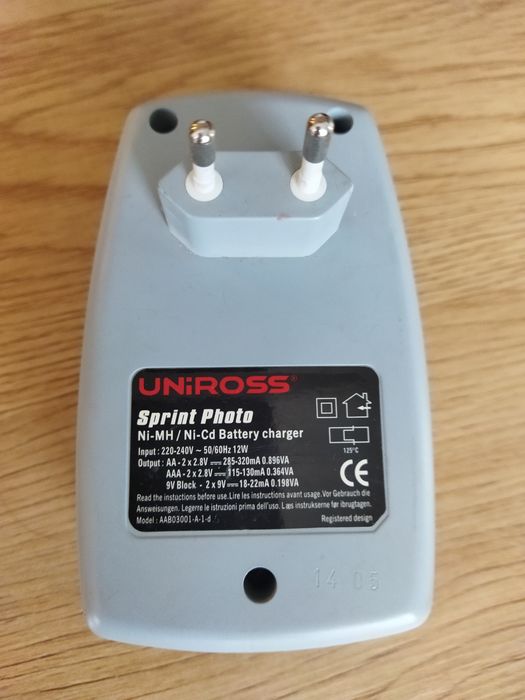 UNiROSS®
Sprint Photo
Ni-MH / Ni-Cd Battery charger
Input : 220-240V ~ 50/60Hz 12W
Output : AA - 2 x 2.8V ⎓ 285-320mA 0.896VA
AAA - 2 x 2.8V ⎓ 115-130mA 0.364VA
9V Block - 2 x 9V ⎓ 18-22mA 0.198VA
Read the instuctions before use.Lire les instructions avant usage.Vor Gebrauch die
Answeisungen. Legerre le istruzioni prima dell'uso. Læs instrukserne før ibrugtagen.
Model : AAB03001-A-1-d
125°C
CE
Registered design
14 05